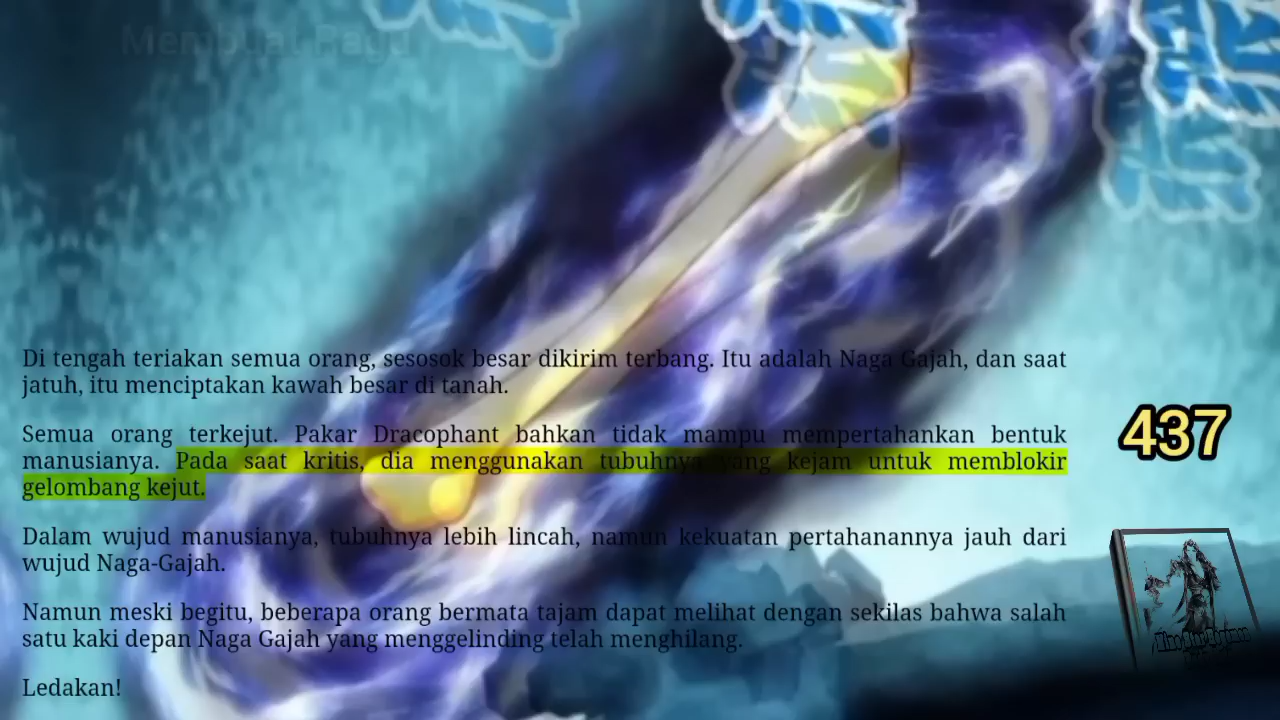 Membuat Pagu
Di tengah teriakan semua orang, sesosok besar dikirim terbang. Itu adalah Naga Gajah, dan saat
jatuh, itu menciptakan kawah besar di tanah.
Semua orang terkejut. Pakar Dracophant bahkan tidak mampu mempertahankan bentuk
manusianya. Pada saat kritis, dia menggunakan tubuhnya yang kejam untuk memblokir
gelombang kejut.
437
Dalam wujud manusianya, tubuhnya lebih lincah, namun kekuatan pertahanannya jauh dari
wujud Naga-Gajah.
Namun meski begitu, beberapa orang bermata tajam dapat melihat dengan sekilas bahwa salah
satu kaki depan Naga Gajah yang menggelinding telah menghilang.
Ledakan!